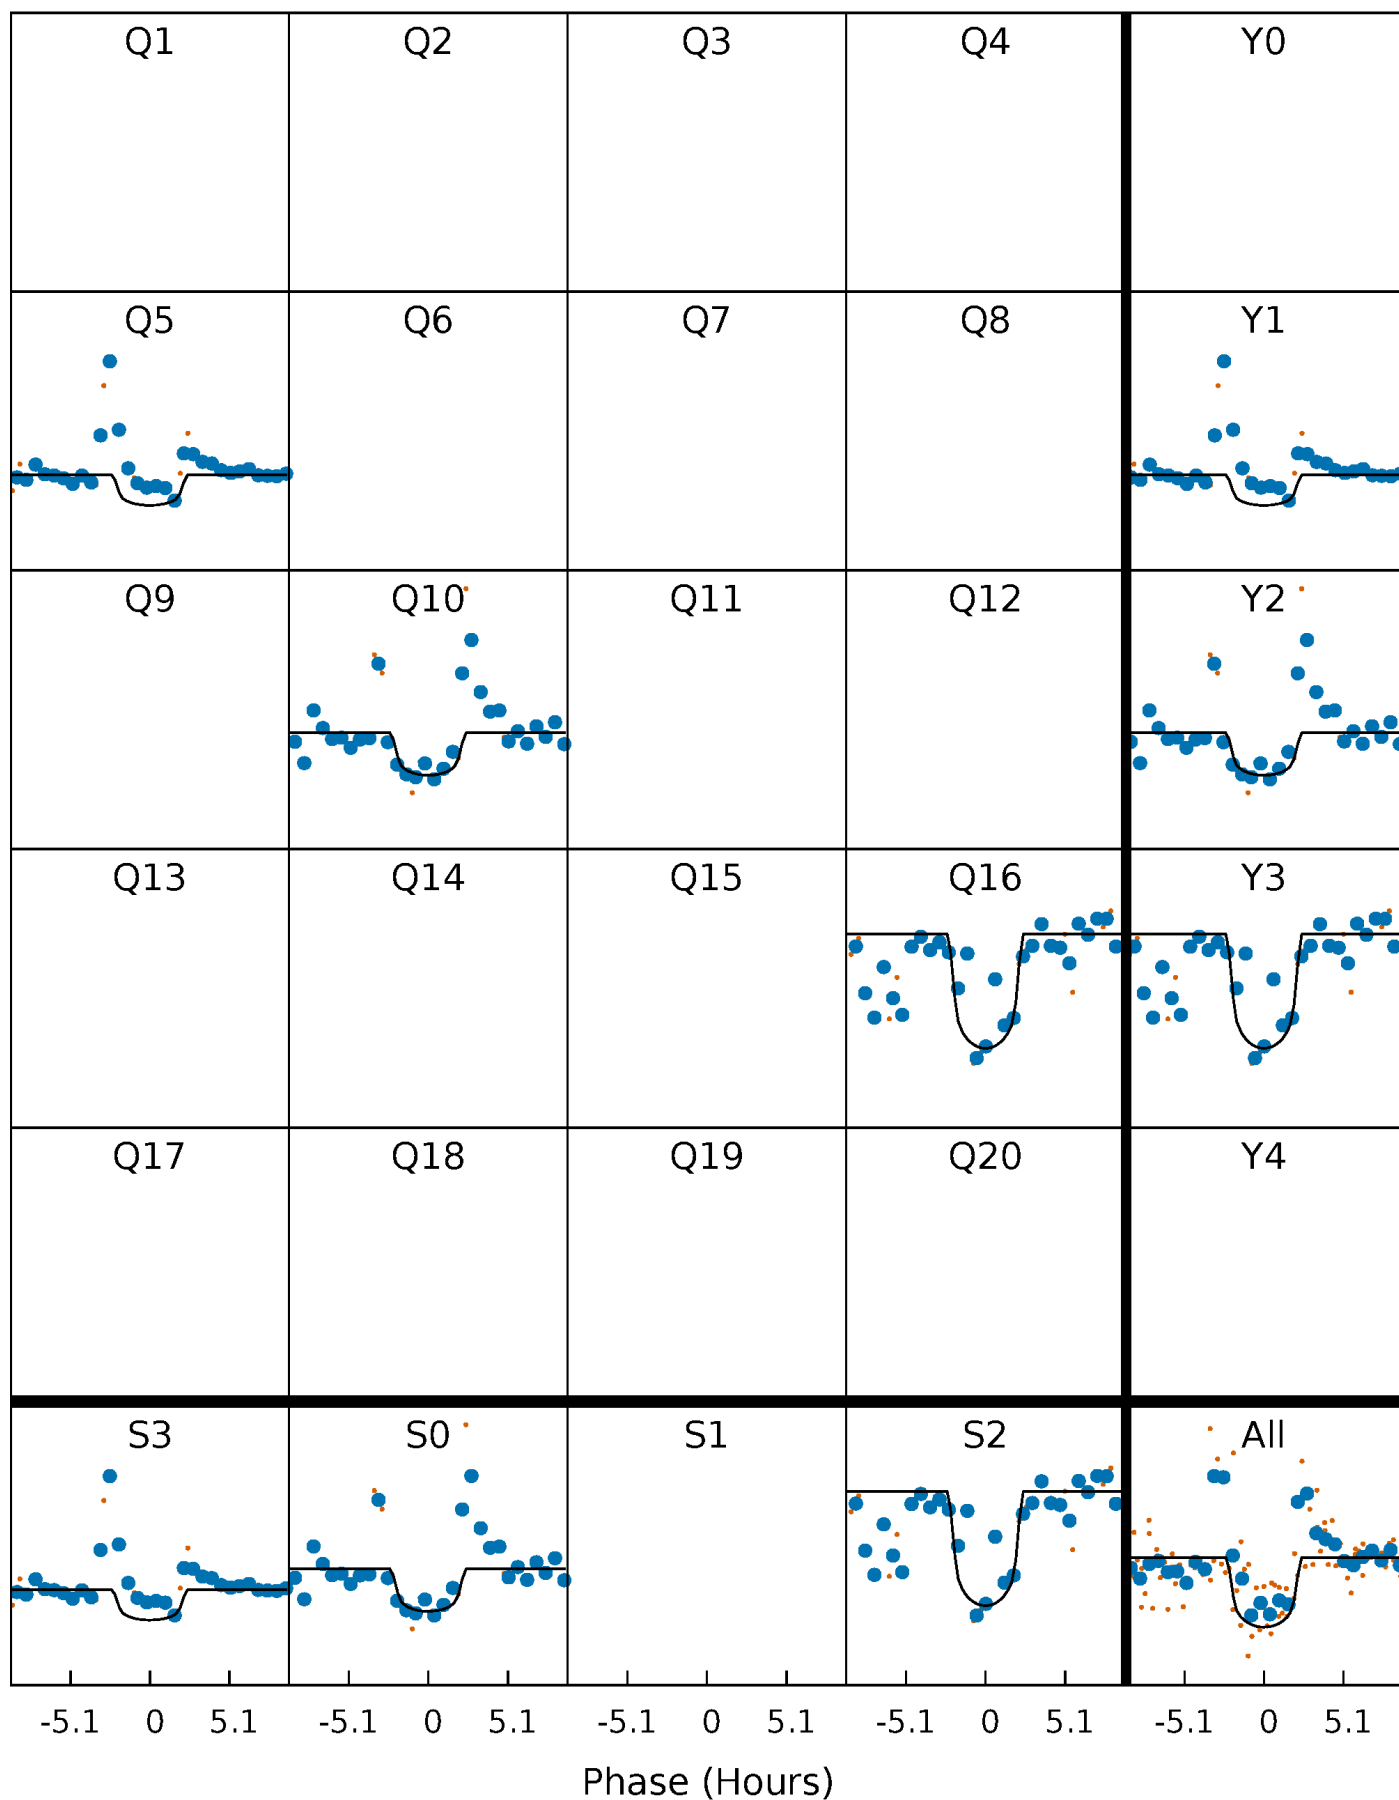 Q1 Q2 Q3 Q4 Y0
Q5 Q6 Q7 Q8 Y1
Q9 Q10 Q11 Q12 Y2
Q13 Q14 Q15 Q16 Y3
Q17 Q18 Q19 Q20 Y4
S3 S0 S1 S2 All
-5.1 0 5.1 -5.1 0 5.1 -5.1 0 5.1 -5.1 0 5.1 -5.1 0 5.1
Phase (Hours)